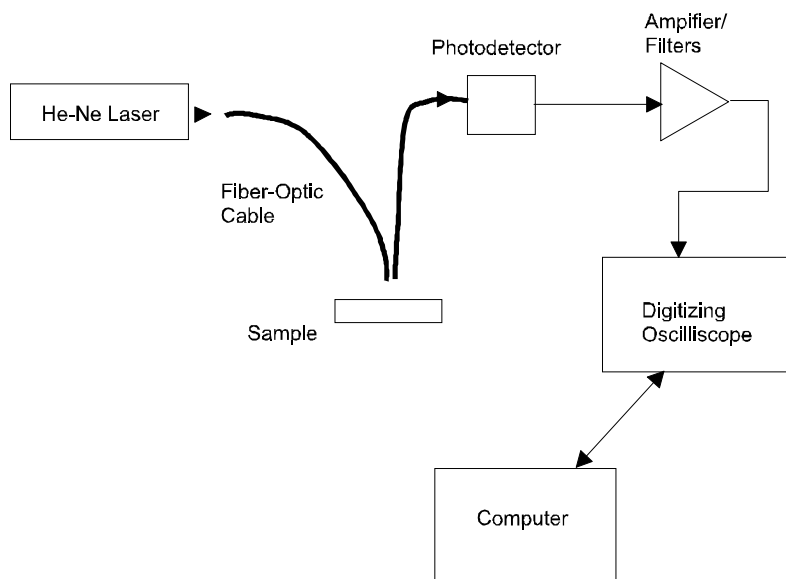 Ampifier/
Filters
Photodetector
He-Ne Laser
Fiber-Optic
Cable
Sample
Digitizing
Oscilliscope
Computer